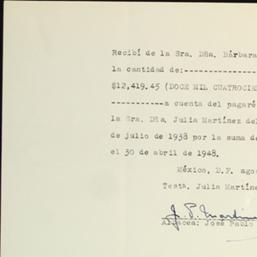 Recibí de la Sra. Dña. Bárbara
la cantidad de:-----------------
$12,419.45 (DOCE MIL CUATROCIE
----------a cuenta del pagaré
la Sra. Dña Julia Martínez del
de julio de 1938 por la suma de
el 30 de abril de 1948.
México, D.F. ago
Testm. Julia Martíne
J. P. Martín
Albacea: José Pablo